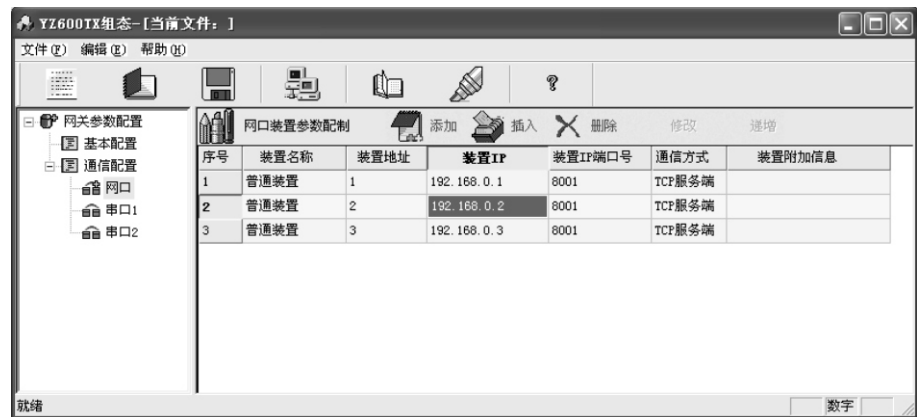 YZ600TX组态-[当前文件：]
文件(F) 编辑(E) 帮助(H)
网关参数配置
基本配置
通信配置
网口
串口1
串口2
网口装置参数配制 添加 插入 删除 修改 递增
序号 装置名称 装置地址 装置IP 装置IP端口号 通信方式 装置附加信息
1 普通装置 1 192.168.0.1 8001 TCP服务端
2 普通装置 2 192.168.0.2 8001 TCP服务端
3 普通装置 3 192.168.0.3 8001 TCP服务端
就绪 数字